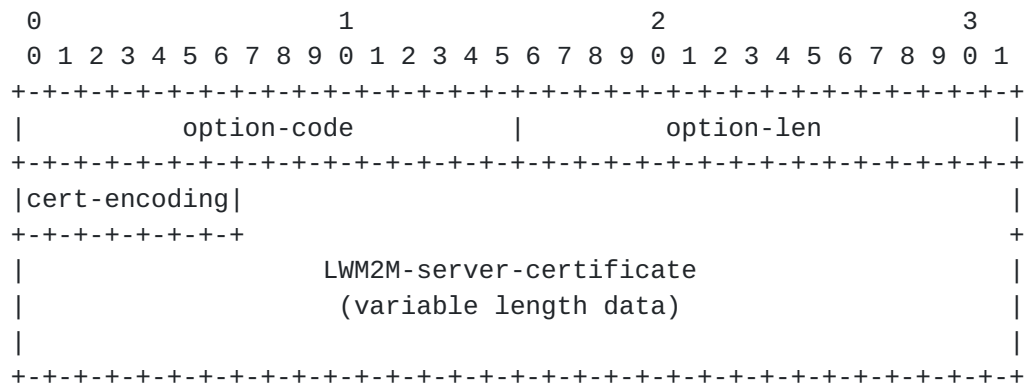 0                   1                   2                   3
 0 1 2 3 4 5 6 7 8 9 0 1 2 3 4 5 6 7 8 9 0 1 2 3 4 5 6 7 8 9 0 1
+-+-+-+-+-+-+-+-+-+-+-+-+-+-+-+-+-+-+-+-+-+-+-+-+-+-+-+-+-+-+-+-+
|          option-code          |         option-len            |
+-+-+-+-+-+-+-+-+-+-+-+-+-+-+-+-+-+-+-+-+-+-+-+-+-+-+-+-+-+-+-+-+
|cert-encoding|                                                 |
+-+-+-+-+-+-+-+                                                 +
|                   LWM2M-server-certificate                    |
|                    (variable length data)                     |
|                                                               |
+-+-+-+-+-+-+-+-+-+-+-+-+-+-+-+-+-+-+-+-+-+-+-+-+-+-+-+-+-+-+-+-+